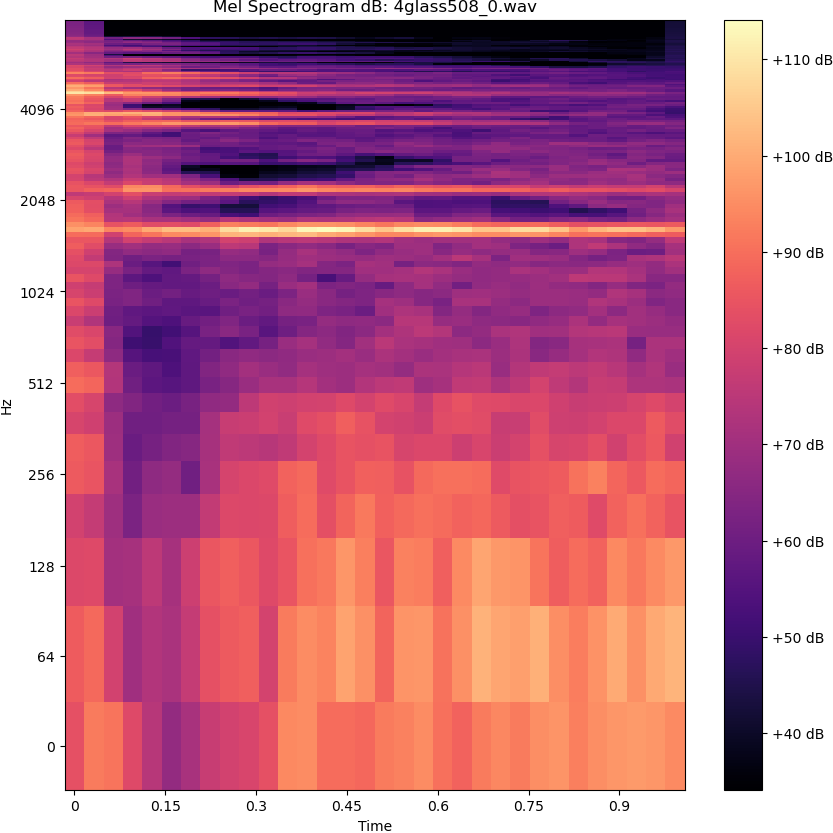 Mel Spectrogram dB: 4glass508_0.wav
+110 dB
4096
+100 dB
2048
+90 dB
1024
+80 dB
512
Hz
+70 dB
256
+60 dB
128
64
+50 dB
0
+40 dB
0
0.15
0.3
0.45
0.6
0.75
0.9
Time